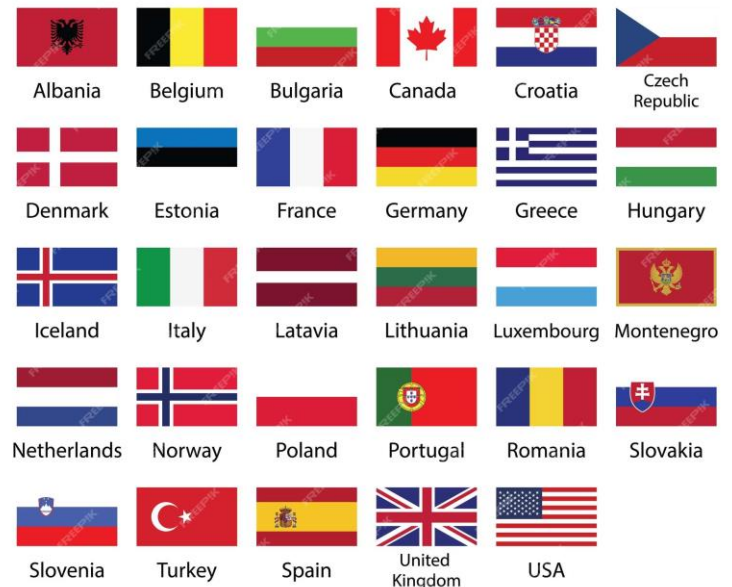 Albania Belgium Bulgaria Canada Croatia Czech
Republic
Denmark Estonia France Germany Greece Hungary
Iceland Italy Latavia Lithuania Luxembourg Montenegro
Netherlands Norway Poland Portugal Romania Slovakia
Slovenia Turkey Spain United
Kingdom USA